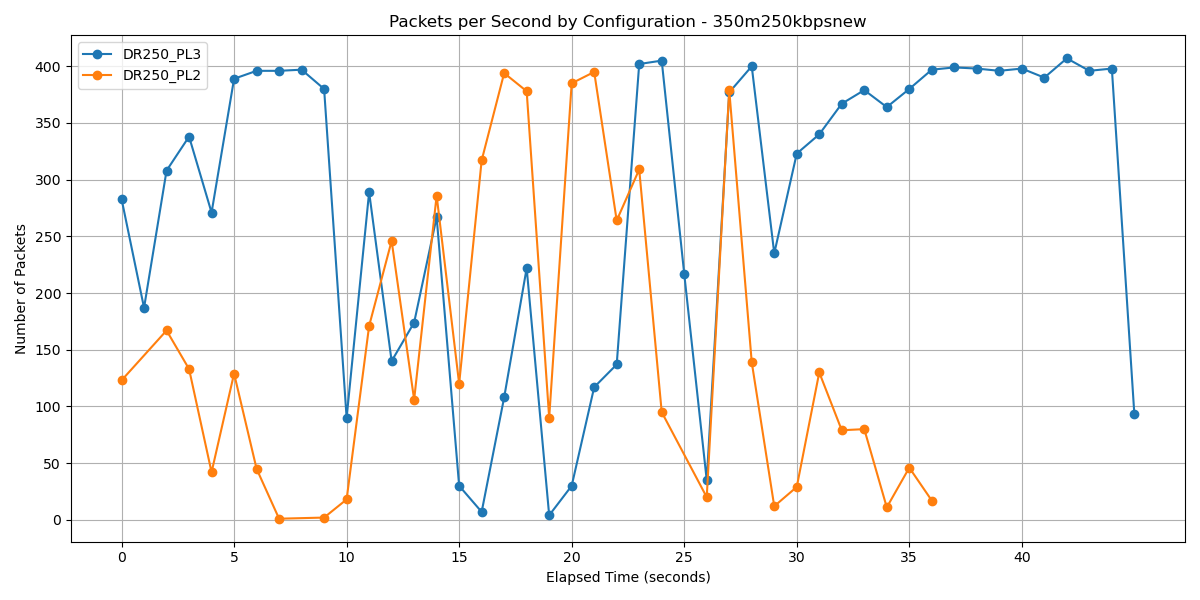 Packets per Second by Configuration - 350m250kbpsnew
DR250_PL3
DR250_PL2
Number of Packets
400
350
300
250
200
150
100
50
0
0 5 10 15 20 25 30 35 40
Elapsed Time (seconds)